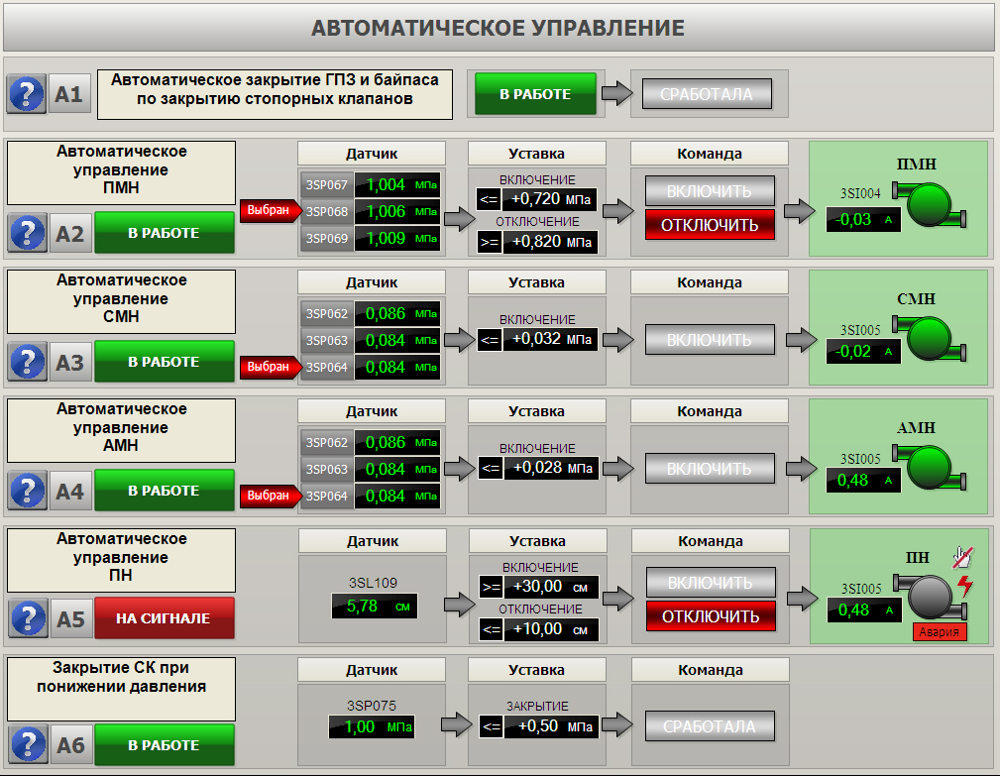 АВТОМАТИЧЕСКОЕ УПРАВЛЕНИЕ
? А1
Автоматическое закрытие ГПЗ и байпаса
по закрытию стопорных клапанов
В РАБОТЕ
СРАБОТАЛА
Автоматическое
управление
ПМН
? А2
В РАБОТЕ
Выбран
Датчик
3SP067 1,004 МПа
3SP068 1,006 МПа
3SP069 1,009 МПа
Уставка
ВКЛЮЧЕНИЕ
<= +0,720 МПа
ОТКЛЮЧЕНИЕ
>= +0,820 МПа
Команда
ВКЛЮЧИТЬ
ОТКЛЮЧИТЬ
ПМН
3SI004
-0,03 А
Автоматическое
управление
СМН
? А3
В РАБОТЕ
Выбран
Датчик
3SP062 0,086 МПа
3SP063 0,084 МПа
3SP064 0,084 МПа
Уставка
ВКЛЮЧЕНИЕ
<= +0,032 МПа
Команда
ВКЛЮЧИТЬ
СМН
3SI005
-0,02 А
Автоматическое
управление
АМН
? А4
В РАБОТЕ
Выбран
Датчик
3SP062 0,086 МПа
3SP063 0,084 МПа
3SP064 0,084 МПа
Уставка
ВКЛЮЧЕНИЕ
<= +0,028 МПа
Команда
ВКЛЮЧИТЬ
АМН
3SI005
0,48 А
Автоматическое
управление
ПН
? А5
НА СИГНАЛЕ
Датчик
3SL109
5,78 см
Уставка
ВКЛЮЧЕНИЕ
>= +30,00 см
ОТКЛЮЧЕНИЕ
<= +10,00 см
Команда
ВКЛЮЧИТЬ
ОТКЛЮЧИТЬ
ПН
3SI005
0,48 А
Авария
Закрытие СК при
понижении давления
? А6
В РАБОТЕ
Датчик
3SP075
1,00 МПа
Уставка
ЗАКРЫТИЕ
<= +0,50 МПа
Команда
СРАБОТАЛА